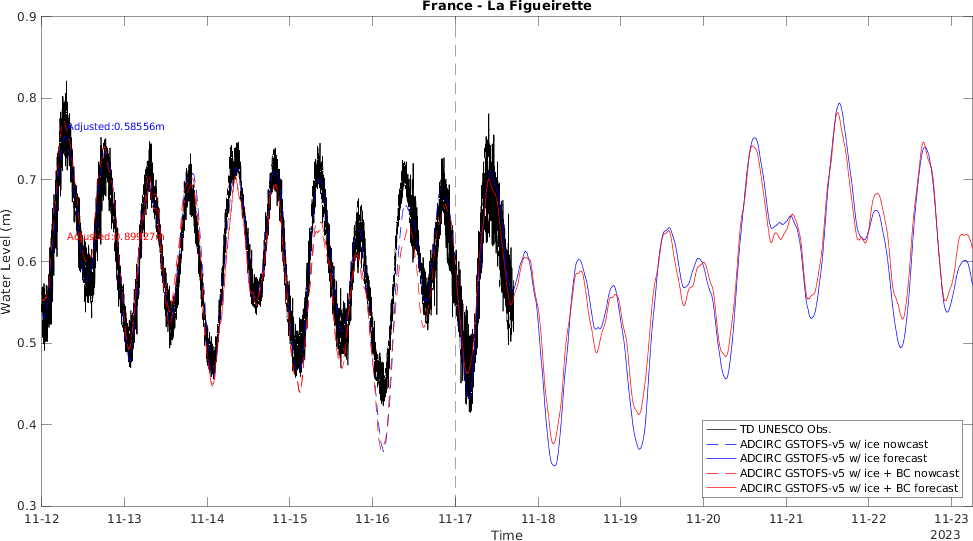 France - La Figueirette
0.9
0.8
0.7
0.6
0.5
0.4
0.3
Water Level (m)
Adjusted:0.58556m
Adjusted:0.89927m
TD UNESCO Obs.
ADCIRC GSTOFS-v5 w/ ice nowcast
ADCIRC GSTOFS-v5 w/ ice forecast
ADCIRC GSTOFS-v5 w/ ice + BC nowcast
ADCIRC GSTOFS-v5 w/ ice + BC forecast
11-12 11-13 11-14 11-15 11-16 11-17 11-18 11-19 11-20 11-21 11-22 11-23
Time
2023